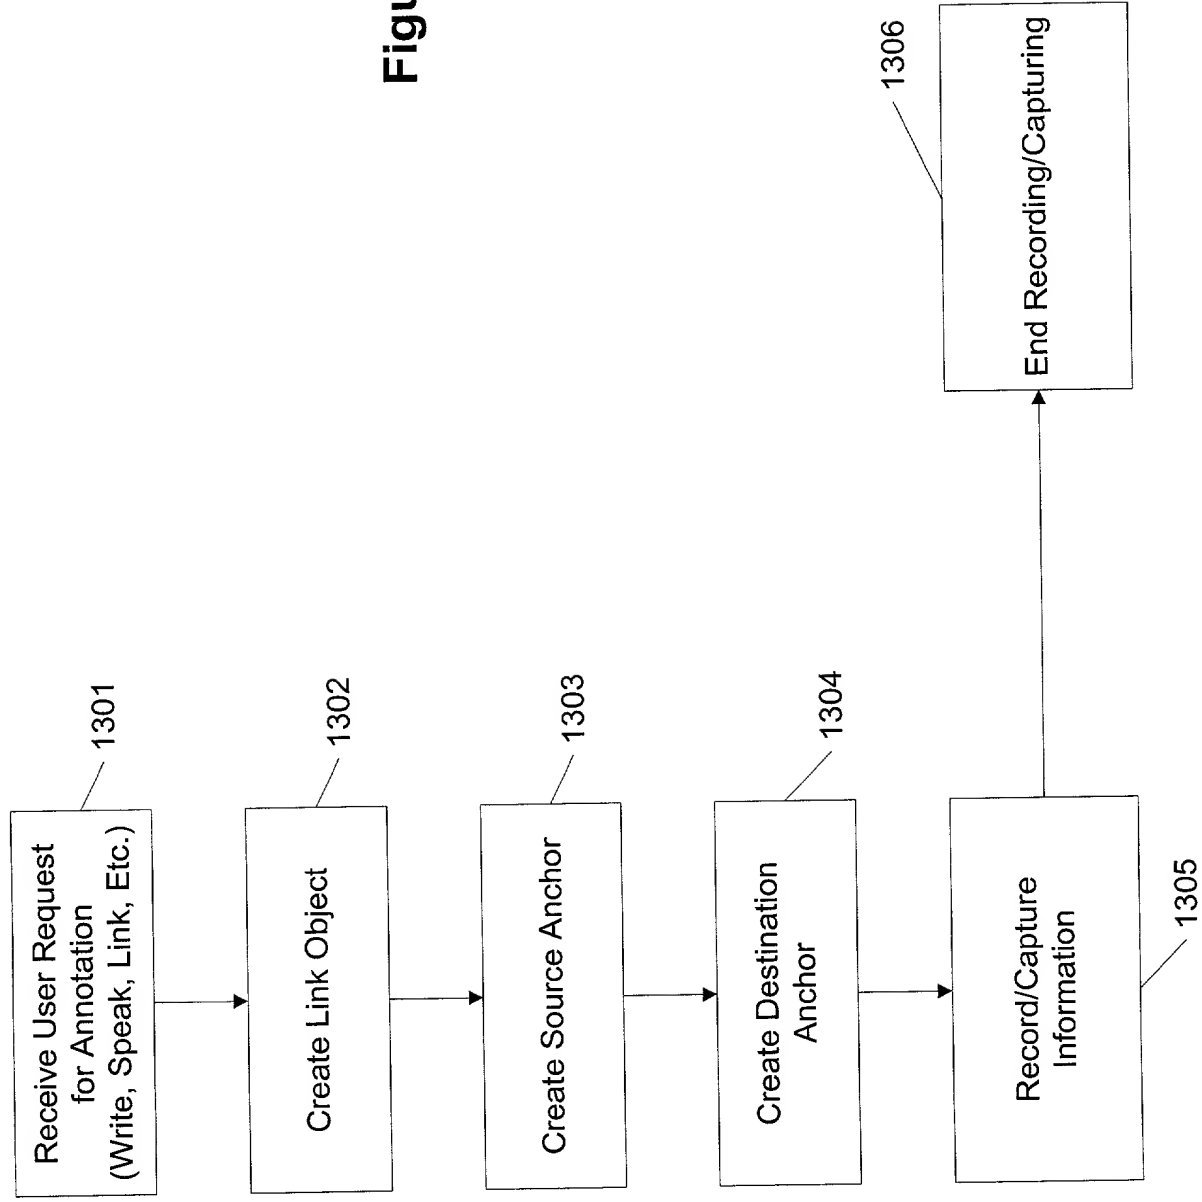 Figu
1301
Receive User Request
for Annotation
(Write, Speak, Link, Etc.)
1302
Create Link Object
1303
Create Source Anchor
1304
Create Destination
Anchor
1305
Record/Capture
Information
1306
End Recording/Capturing